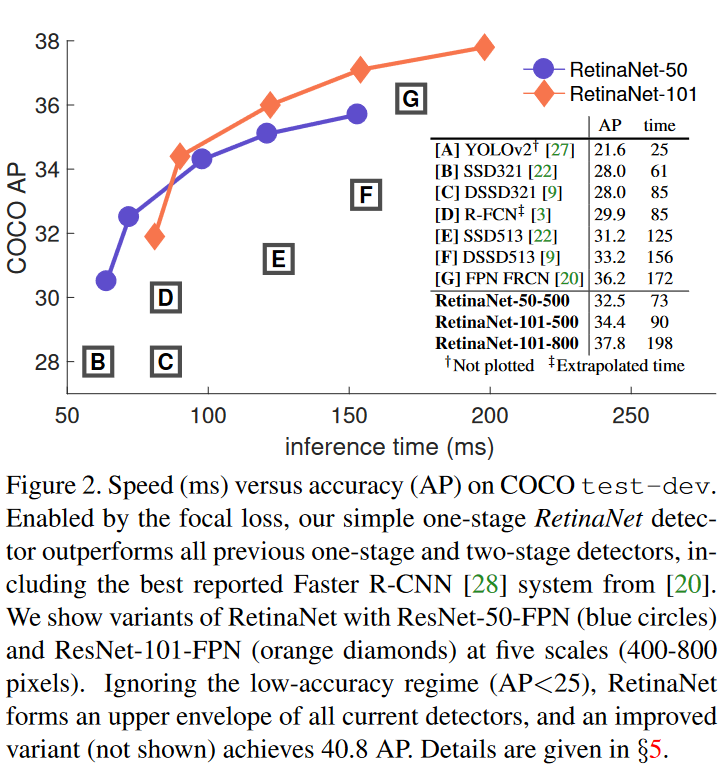 38
36
34
32
30
28
COCO AP
50
100
150
200
250
inference time (ms)
B
C
D
E
F
G
RetinaNet-50
RetinaNet-101
AP time
[A] YOLOv2† [27] 21.6 25
[B] SSD321 [22] 28.0 61
[C] DSSD321 [9] 28.0 85
[D] R-FCN‡ [3] 29.9 85
[E] SSD513 [22] 31.2 125
[F] DSSD513 [9] 33.2 156
[G] FPN FRCN [20] 36.2 172
RetinaNet-50-500 32.5 73
RetinaNet-101-500 34.4 90
RetinaNet-101-800 37.8 198
†Not plotted ‡Extrapolated time
Figure 2. Speed (ms) versus accuracy (AP) on COCO test-dev.
Enabled by the focal loss, our simple one-stage RetinaNet detec-
tor outperforms all previous one-stage and two-stage detectors, in-
cluding the best reported Faster R-CNN [28] system from [20].
We show variants of RetinaNet with ResNet-50-FPN (blue circles)
and ResNet-101-FPN (orange diamonds) at five scales (400-800
pixels). Ignoring the low-accuracy regime (AP<25), RetinaNet
forms an upper envelope of all current detectors, and an improved
variant (not shown) achieves 40.8 AP. Details are given in §5.